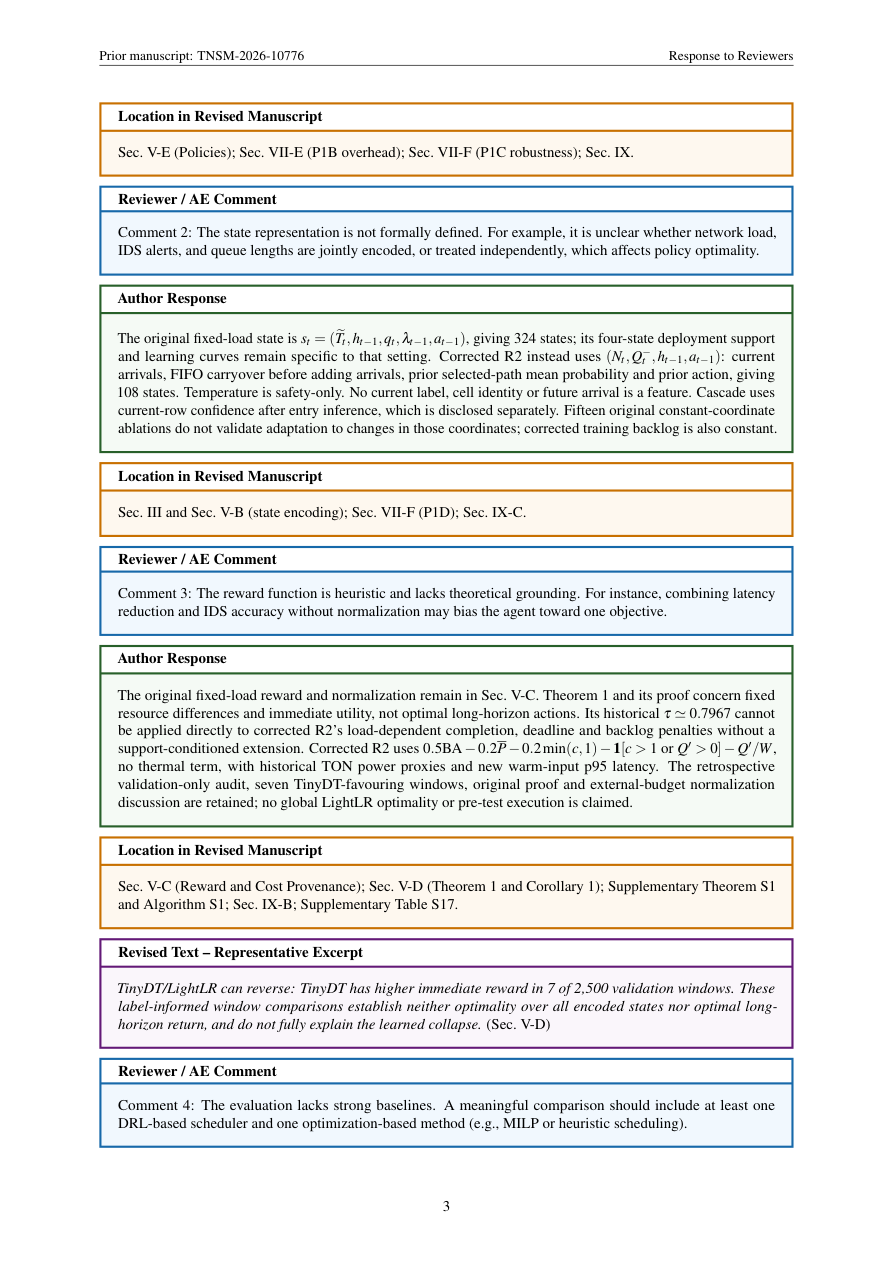 Prior manuscript: TNSM-2026-10776
Response to Reviewers
Location in Revised Manuscript
Sec. V-E (Policies); Sec. VII-E (P1B overhead); Sec. VII-F (P1C robustness); Sec. IX.
Reviewer / AE Comment
Comment 2: The state representation is not formally defined. For example, it is unclear whether network load,
IDS alerts, and queue lengths are jointly encoded, or treated independently, which affects policy optimality.
Author Response
The original fixed-load state is s_t = (T̃_t, h_{t−1}, q_t, λ̂_{t−1}, a_{t−1}), giving 324 states; its four-state deployment support
and learning curves remain specific to that setting. Corrected R2 instead uses (N_t, Q_t^−, h_{t−1}, a_{t−1}): current
arrivals, FIFO carryover before adding arrivals, prior selected-path mean probability and prior action, giving
108 states. Temperature is safety-only. No current label, cell identity or future arrival is a feature. Cascade uses
current-row confidence after entry inference, which is disclosed separately. Fifteen original constant-coordinate
ablations do not validate adaptation to changes in those coordinates; corrected training backlog is also constant.
Location in Revised Manuscript
Sec. III and Sec. V-B (state encoding); Sec. VII-F (P1D); Sec. IX-C.
Reviewer / AE Comment
Comment 3: The reward function is heuristic and lacks theoretical grounding. For instance, combining latency
reduction and IDS accuracy without normalization may bias the agent toward one objective.
Author Response
The original fixed-load reward and normalization remain in Sec. V-C. Theorem 1 and its proof concern fixed
resource differences and immediate utility, not optimal long-horizon actions. Its historical τ ≃ 0.7967 cannot
be applied directly to corrected R2's load-dependent completion, deadline and backlog penalties without a
support-conditioned extension. Corrected R2 uses 0.5BA − 0.2P̅ − 0.2 min(c, 1) − 1[c > 1 or Q′ > 0] − Q′/W,
no thermal term, with historical TON power proxies and new warm-input p95 latency. The retrospective
validation-only audit, seven TinyDT-favouring windows, original proof and external-budget normalization
discussion are retained; no global LightLR optimality or pre-test execution is claimed.
Location in Revised Manuscript
Sec. V-C (Reward and Cost Provenance); Sec. V-D (Theorem 1 and Corollary 1); Supplementary Theorem S1
and Algorithm S1; Sec. IX-B; Supplementary Table S17.
Revised Text – Representative Excerpt
TinyDT/LightLR can reverse: TinyDT has higher immediate reward in 7 of 2,500 validation windows. These
label-informed window comparisons establish neither optimality over all encoded states nor optimal long-
horizon return, and do not fully explain the learned collapse. (Sec. V-D)
Reviewer / AE Comment
Comment 4: The evaluation lacks strong baselines. A meaningful comparison should include at least one
DRL-based scheduler and one optimization-based method (e.g., MILP or heuristic scheduling).
3